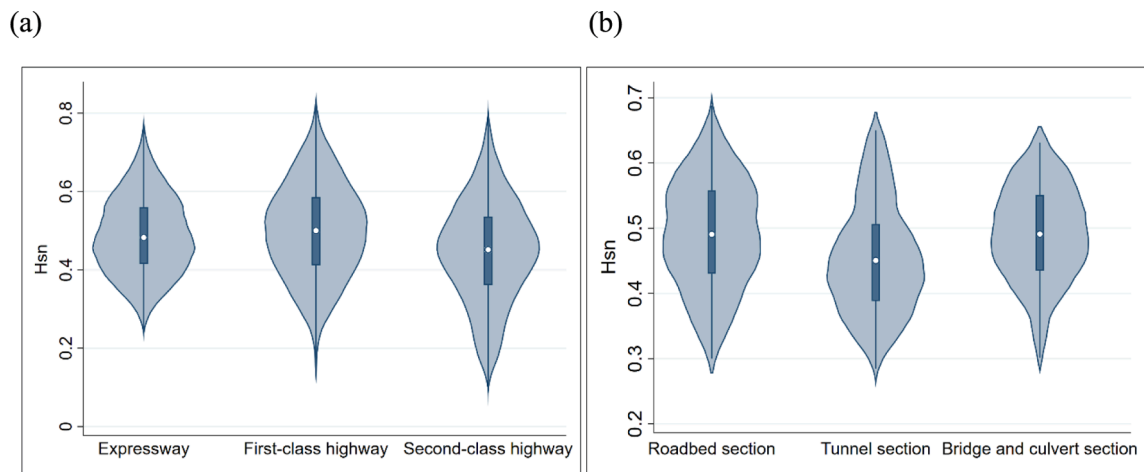 (a)
(b)
Hsn
0.8
0.6
0.4
0.2
0
Expressway First-class highway Second-class highway
Hsn
0.7
0.6
0.5
0.4
0.3
0.2
Roadbed section Tunnel section Bridge and culvert section